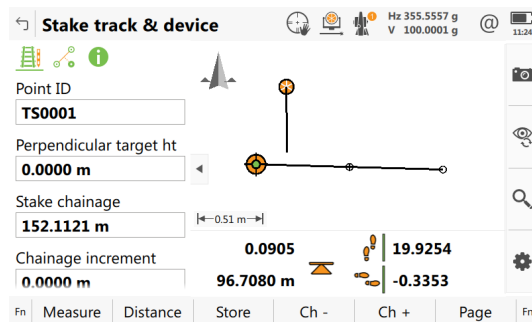 Stake track & device
Hz 355.5557 g
V 100.0001 g
@
11:24
Point ID
TS0001
Perpendicular target ht
0.0000 m
Stake chainage
152.1121 m
Chainage increment
0.0000 m
0.51 m
0.0905
19.9254
96.7080 m
-0.3353
Fn Measure Distance Store Ch - Ch + Page Fn